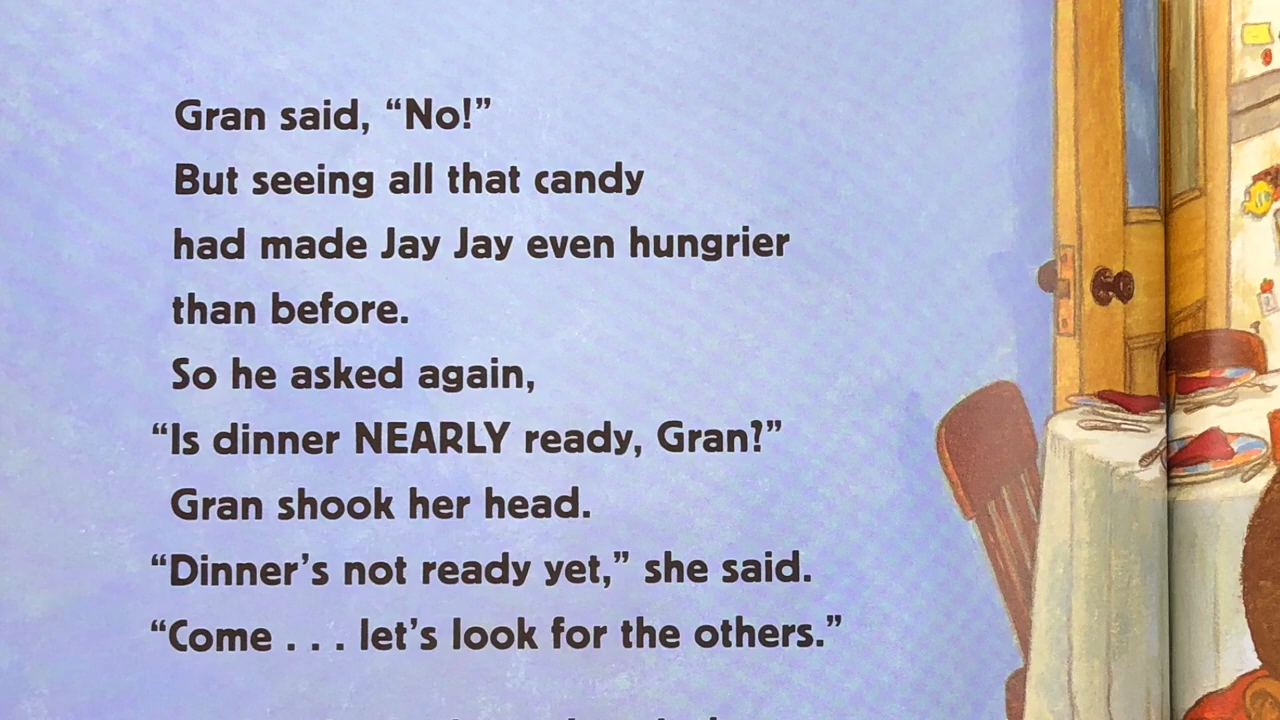 Gran said, “No!”
But seeing all that candy
had made Jay Jay even hungrier
than before.
So he asked again,
“Is dinner NEARLY ready, Gran?”
Gran shook her head.
“Dinner’s not ready yet,” she said.
“Come . . . let’s look for the others.”